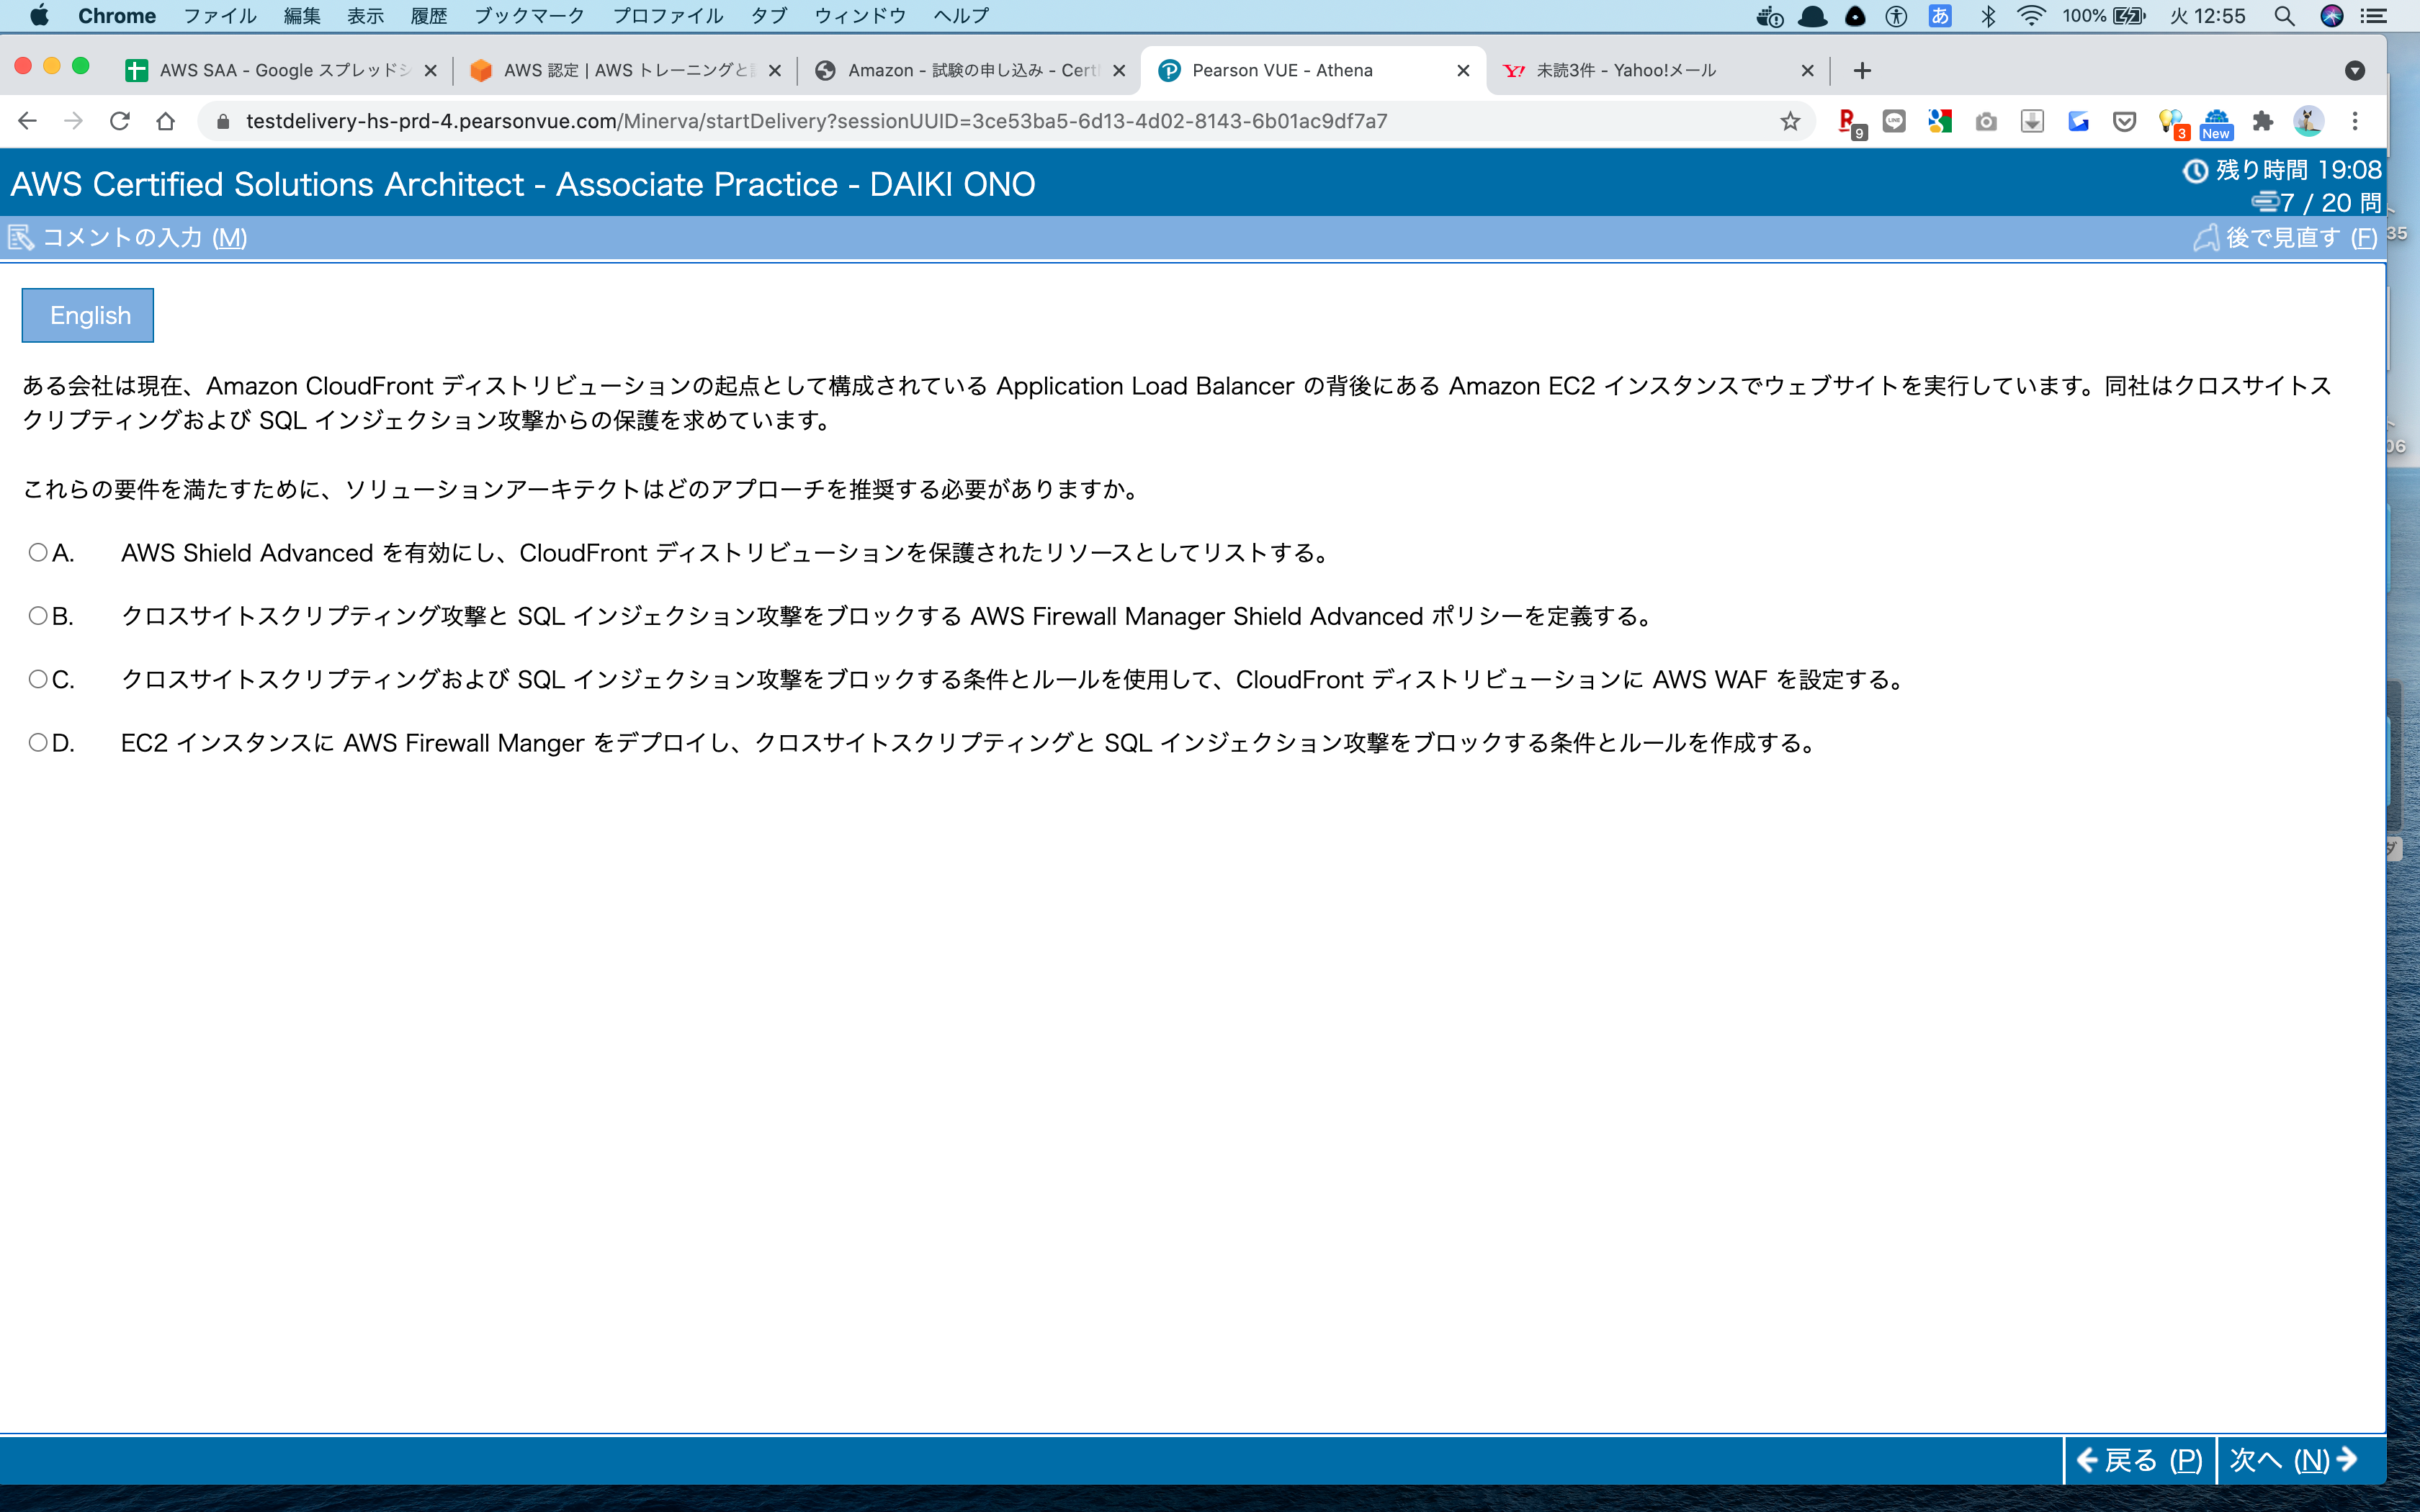 Chrome ファイル 編集 表示 履歴 ブックマーク プロファイル タブ ウィンドウ ヘルプ あ 100% 火 12:55
AWS SAA - Google スプレッドシ AWS 認定 | AWS トレーニングと Amazon - 試験の申し込み - Cert Pearson VUE - Athena Y! 未読3件 - Yahoo!メール
testdelivery-hs-prd-4.pearsonvue.com/Minerva/startDelivery?sessionUUID=3ce53ba5-6d13-4d02-8143-6b01ac9df7a7 R 9 LINE 3 New
AWS Certified Solutions Architect - Associate Practice - DAIKI ONO
残り時間 19:08
7 / 20 問
コメントの入力 (M) 後で見直す (F)
35
English
ある会社は現在、Amazon CloudFront ディストリビューションの起点として構成されている Application Load Balancer の背後にある Amazon EC2 インスタンスでウェブサイトを実行しています。同社はクロスサイトス
クリプティングおよび SQL インジェクション攻撃からの保護を求めています。
06
これらの要件を満たすために、ソリューションアーキテクトはどのアプローチを推奨する必要がありますか。
A. AWS Shield Advanced を有効にし、CloudFront ディストリビューションを保護されたリソースとしてリストする。
B. クロスサイトスクリプティング攻撃と SQL インジェクション攻撃をブロックする AWS Firewall Manager Shield Advanced ポリシーを定義する。
C. クロスサイトスクリプティングおよび SQL インジェクション攻撃をブロックする条件とルールを使用して、CloudFront ディストリビューションに AWS WAF を設定する。
D. EC2 インスタンスに AWS Firewall Manger をデプロイし、クロスサイトスクリプティングと SQL インジェクション攻撃をブロックする条件とルールを作成する。
戻る (P) 次へ (N)